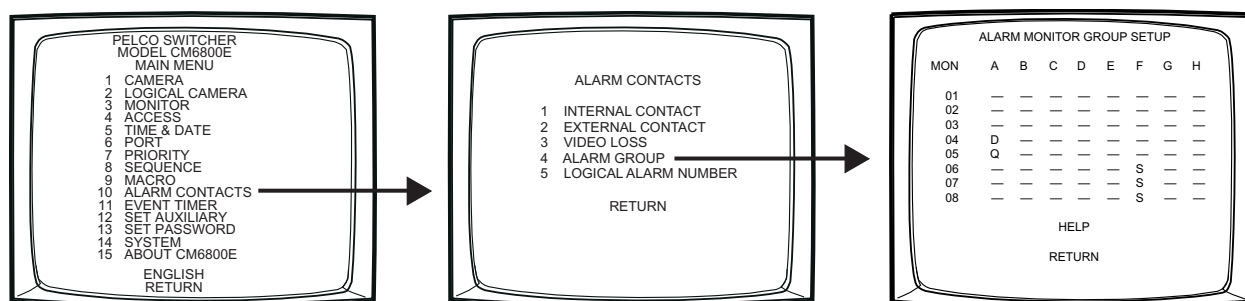 PELCO SWITCHER
MODEL CM6800E
MAIN MENU
1 CAMERA
2 LOGICAL CAMERA
3 MONITOR
4 ACCESS
5 TIME & DATE
6 PORT
7 PRIORITY
8 SEQUENCE
9 MACRO
10 ALARM CONTACTS
11 EVENT TIMER
12 SET AUXILIARY
13 SET PASSWORD
14 SYSTEM
15 ABOUT CM6800E
ENGLISH
RETURN
ALARM CONTACTS
1 INTERNAL CONTACT
2 EXTERNAL CONTACT
3 VIDEO LOSS
4 ALARM GROUP
5 LOGICAL ALARM NUMBER
RETURN
ALARM MONITOR GROUP SETUP
MON A B C D E F G H
01 — — — — — — — —
02 — — — — — — — —
03 — — — — — — — —
04 D — — — — — — —
05 Q — — — — — — —
06 — — — — — S — —
07 — — — — — S — —
08 — — — — — S — —
HELP
RETURN